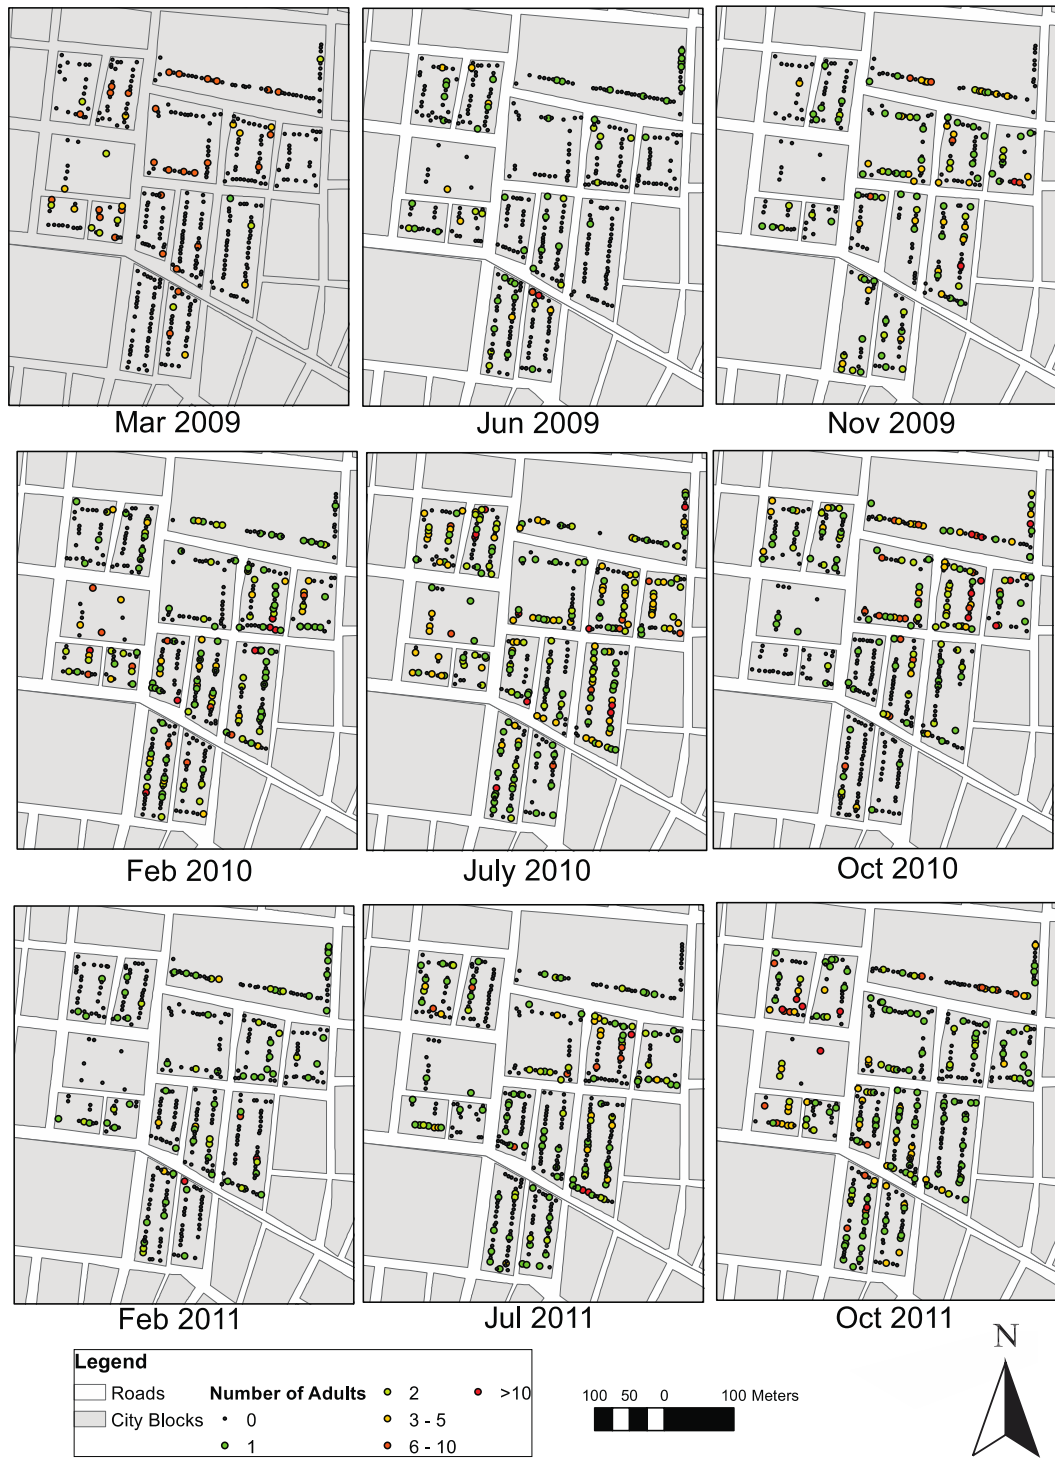 Mar 2009
Jun 2009
Nov 2009
Feb 2010
July 2010
Oct 2010
Feb 2011
Jul 2011
Oct 2011
Legend
Roads
City Blocks
Number of Adults
0
1
2
3 - 5
6 - 10
>10
100 50 0 100 Meters
N